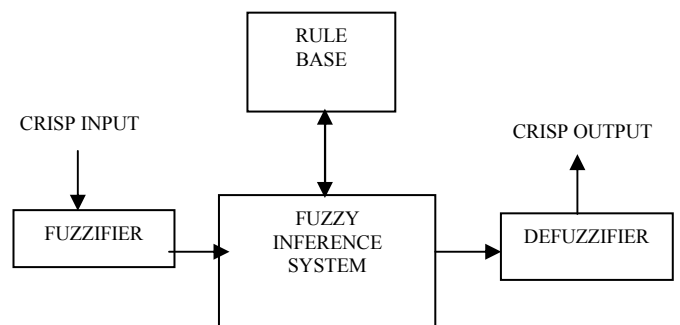 RULE
BASE
CRISP INPUT
CRISP OUTPUT
FUZZIFIER
FUZZY
INFERENCE
SYSTEM
DEFUZZIFIER